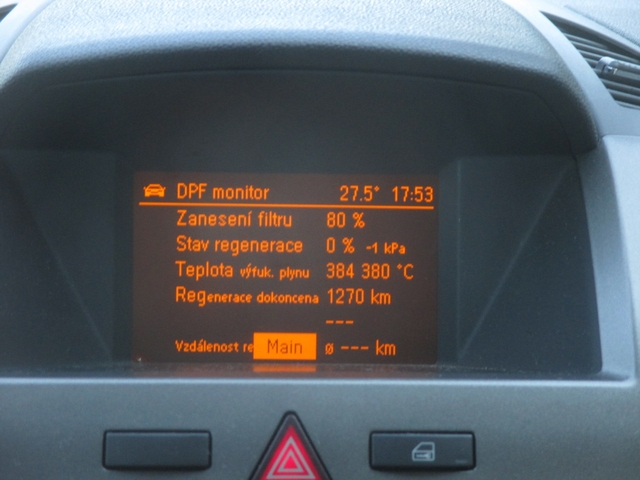 DPF monitor 27.5° 17:53
Zanesení filtru 80 %
Stav regenerace 0 % -1 kPa
Teplota výfuk. plynu 384 380 °C
Regenerace dokoncena 1270 km
---
Vzdálenost re Main ø --- km